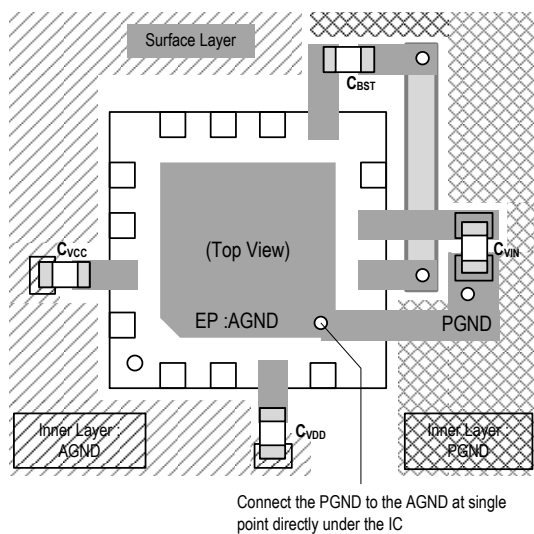 Surface Layer
CBST
CVCC
(Top View)
CVIN
EP :AGND
PGND
Inner Layer :
AGND
CVDD
Inner Layer :
PGND
Connect the PGND to the AGND at single
point directly under the IC